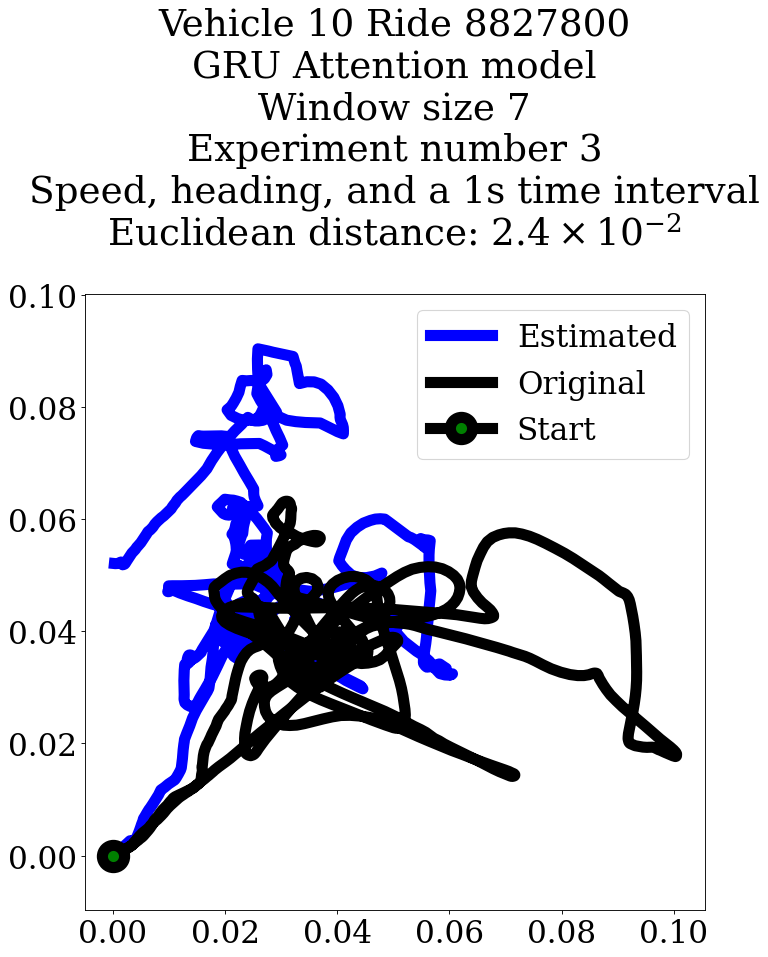 Vehicle 10 Ride 8827800
GRU Attention model
Window size 7
Experiment number 3
Speed, heading, and a 1s time interval
Euclidean distance: 2.4 × 10⁻²
0.10
0.08
0.06
0.04
0.02
0.00
Estimated
Original
Start
0.00 0.02 0.04 0.06 0.08 0.10